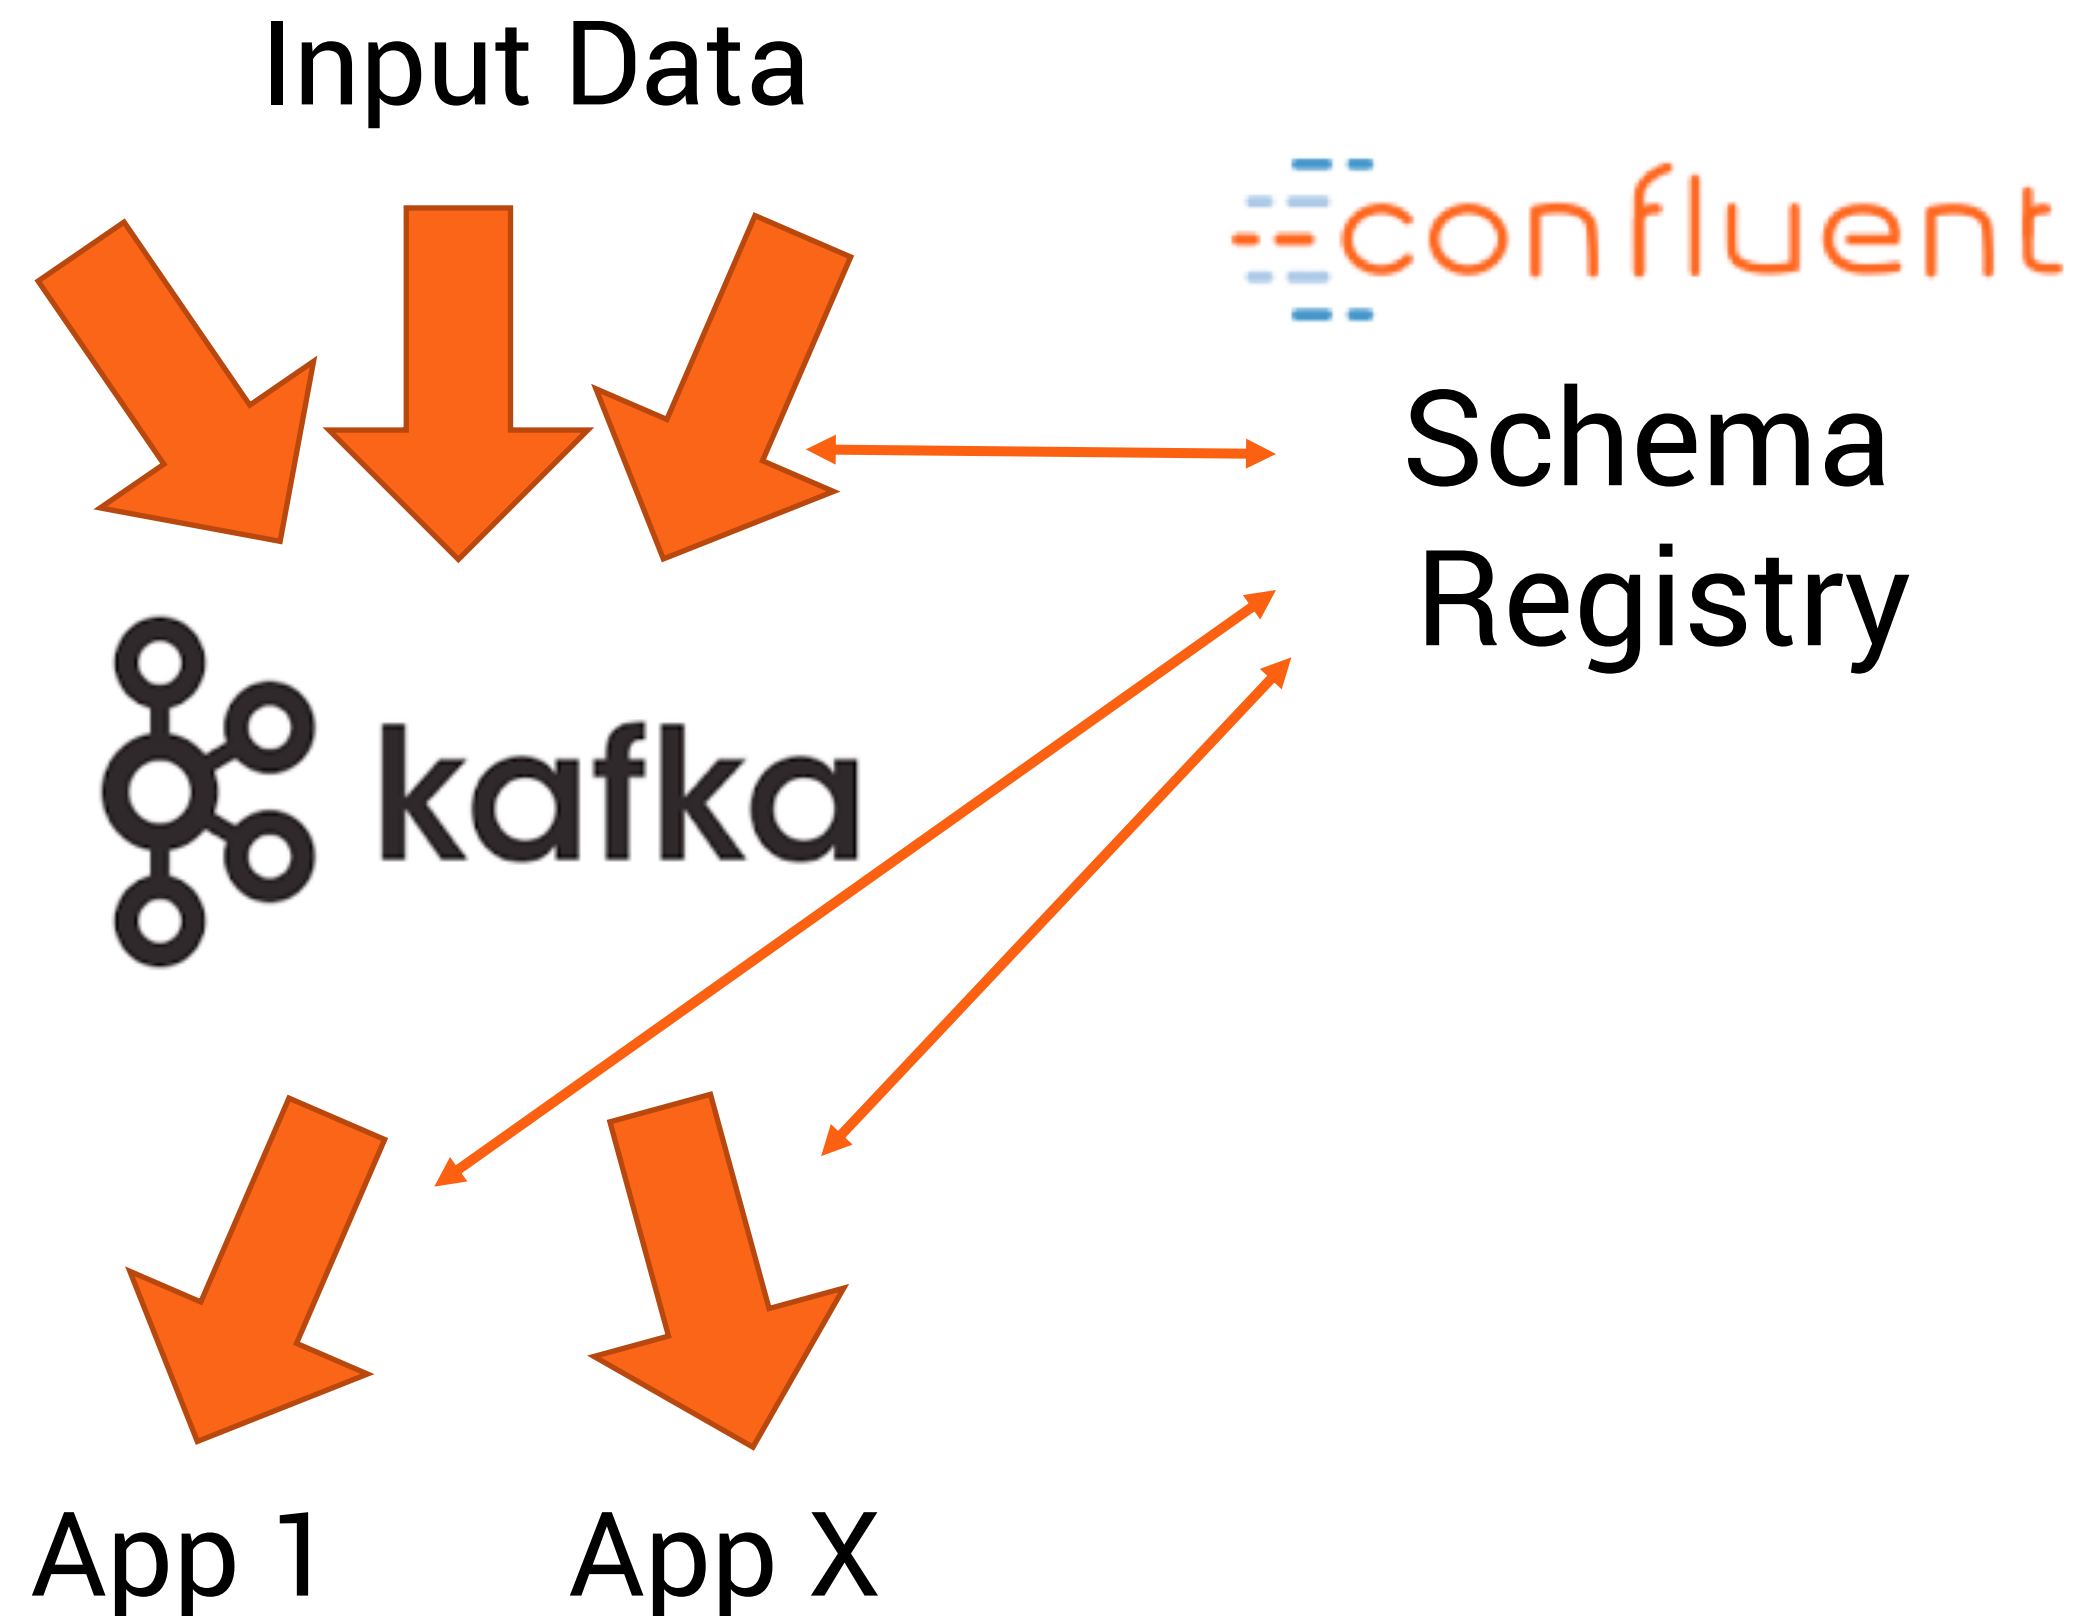 Input Data
confluent
Schema
Registry
kafka
App 1
App X